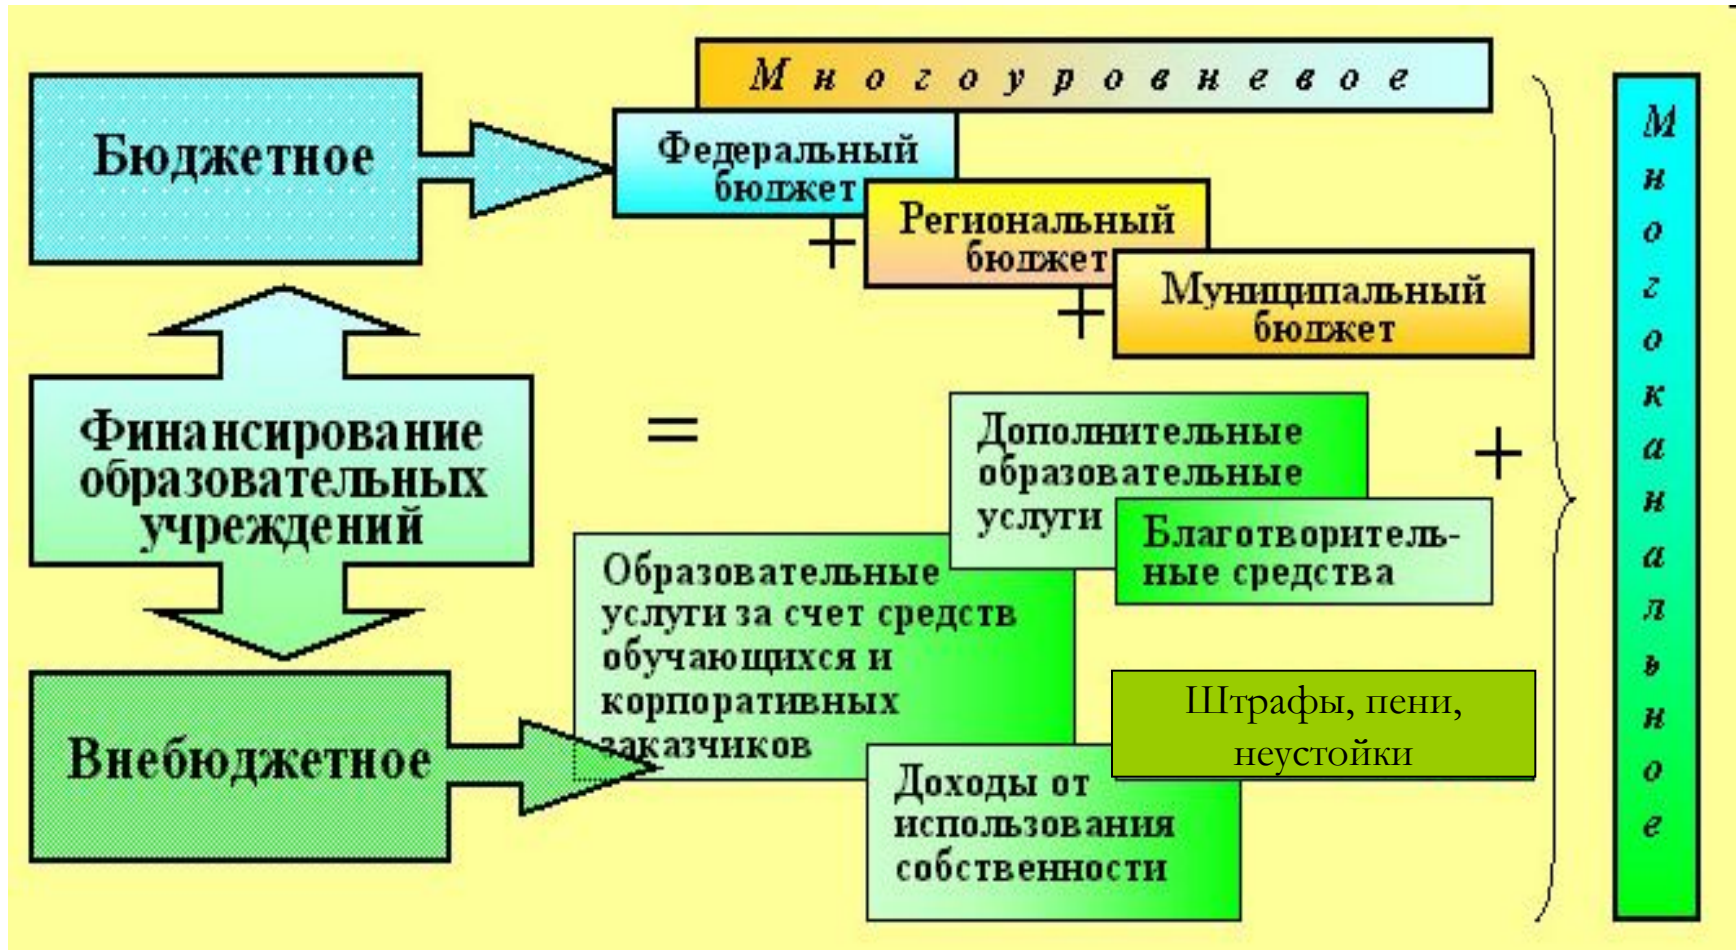 Многоуровневое
Бюджетное
Федеральный
бюджет
+
Региональный
бюджет
+
Муниципальный
бюджет
Финансирование
образовательных
учреждений
=
Дополнительные
образовательные
услуги
+
Благотворитель-
ные средства
Образовательные
услуги за счет средств
обучающихся и
корпоративных
заказчиков
Внебюджетное
Штрафы, пени,
неустойки
Доходы от
использования
собственности
Многоканальное